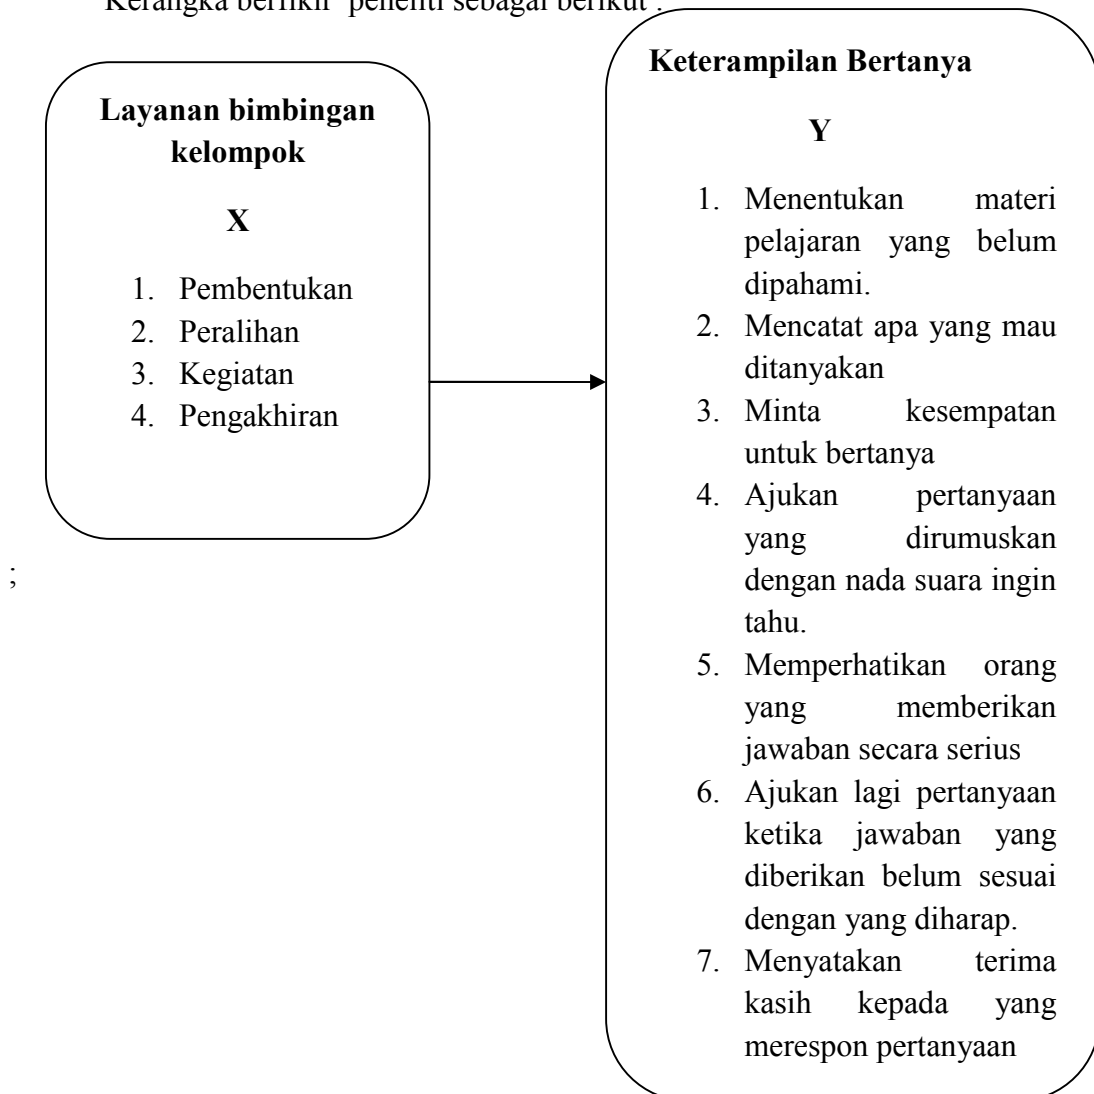 Kerangka berfikir peneliti sebagai berikut :
Layanan bimbingan
kelompok
X
1. Pembentukan
2. Peralihan
3. Kegiatan
4. Pengakhiran
;
Keterampilan Bertanya
Y
1. Menentukan materi
pelajaran yang belum
dipahami.
2. Mencatat apa yang mau
ditanyakan
3. Minta kesempatan
untuk bertanya
4. Ajukan pertanyaan
yang dirumuskan
dengan nada suara ingin
tahu.
5. Memperhatikan orang
yang memberikan
jawaban secara serius
6. Ajukan lagi pertanyaan
ketika jawaban yang
diberikan belum sesuai
dengan yang diharap.
7. Menyatakan terima
kasih kepada yang
merespon pertanyaan